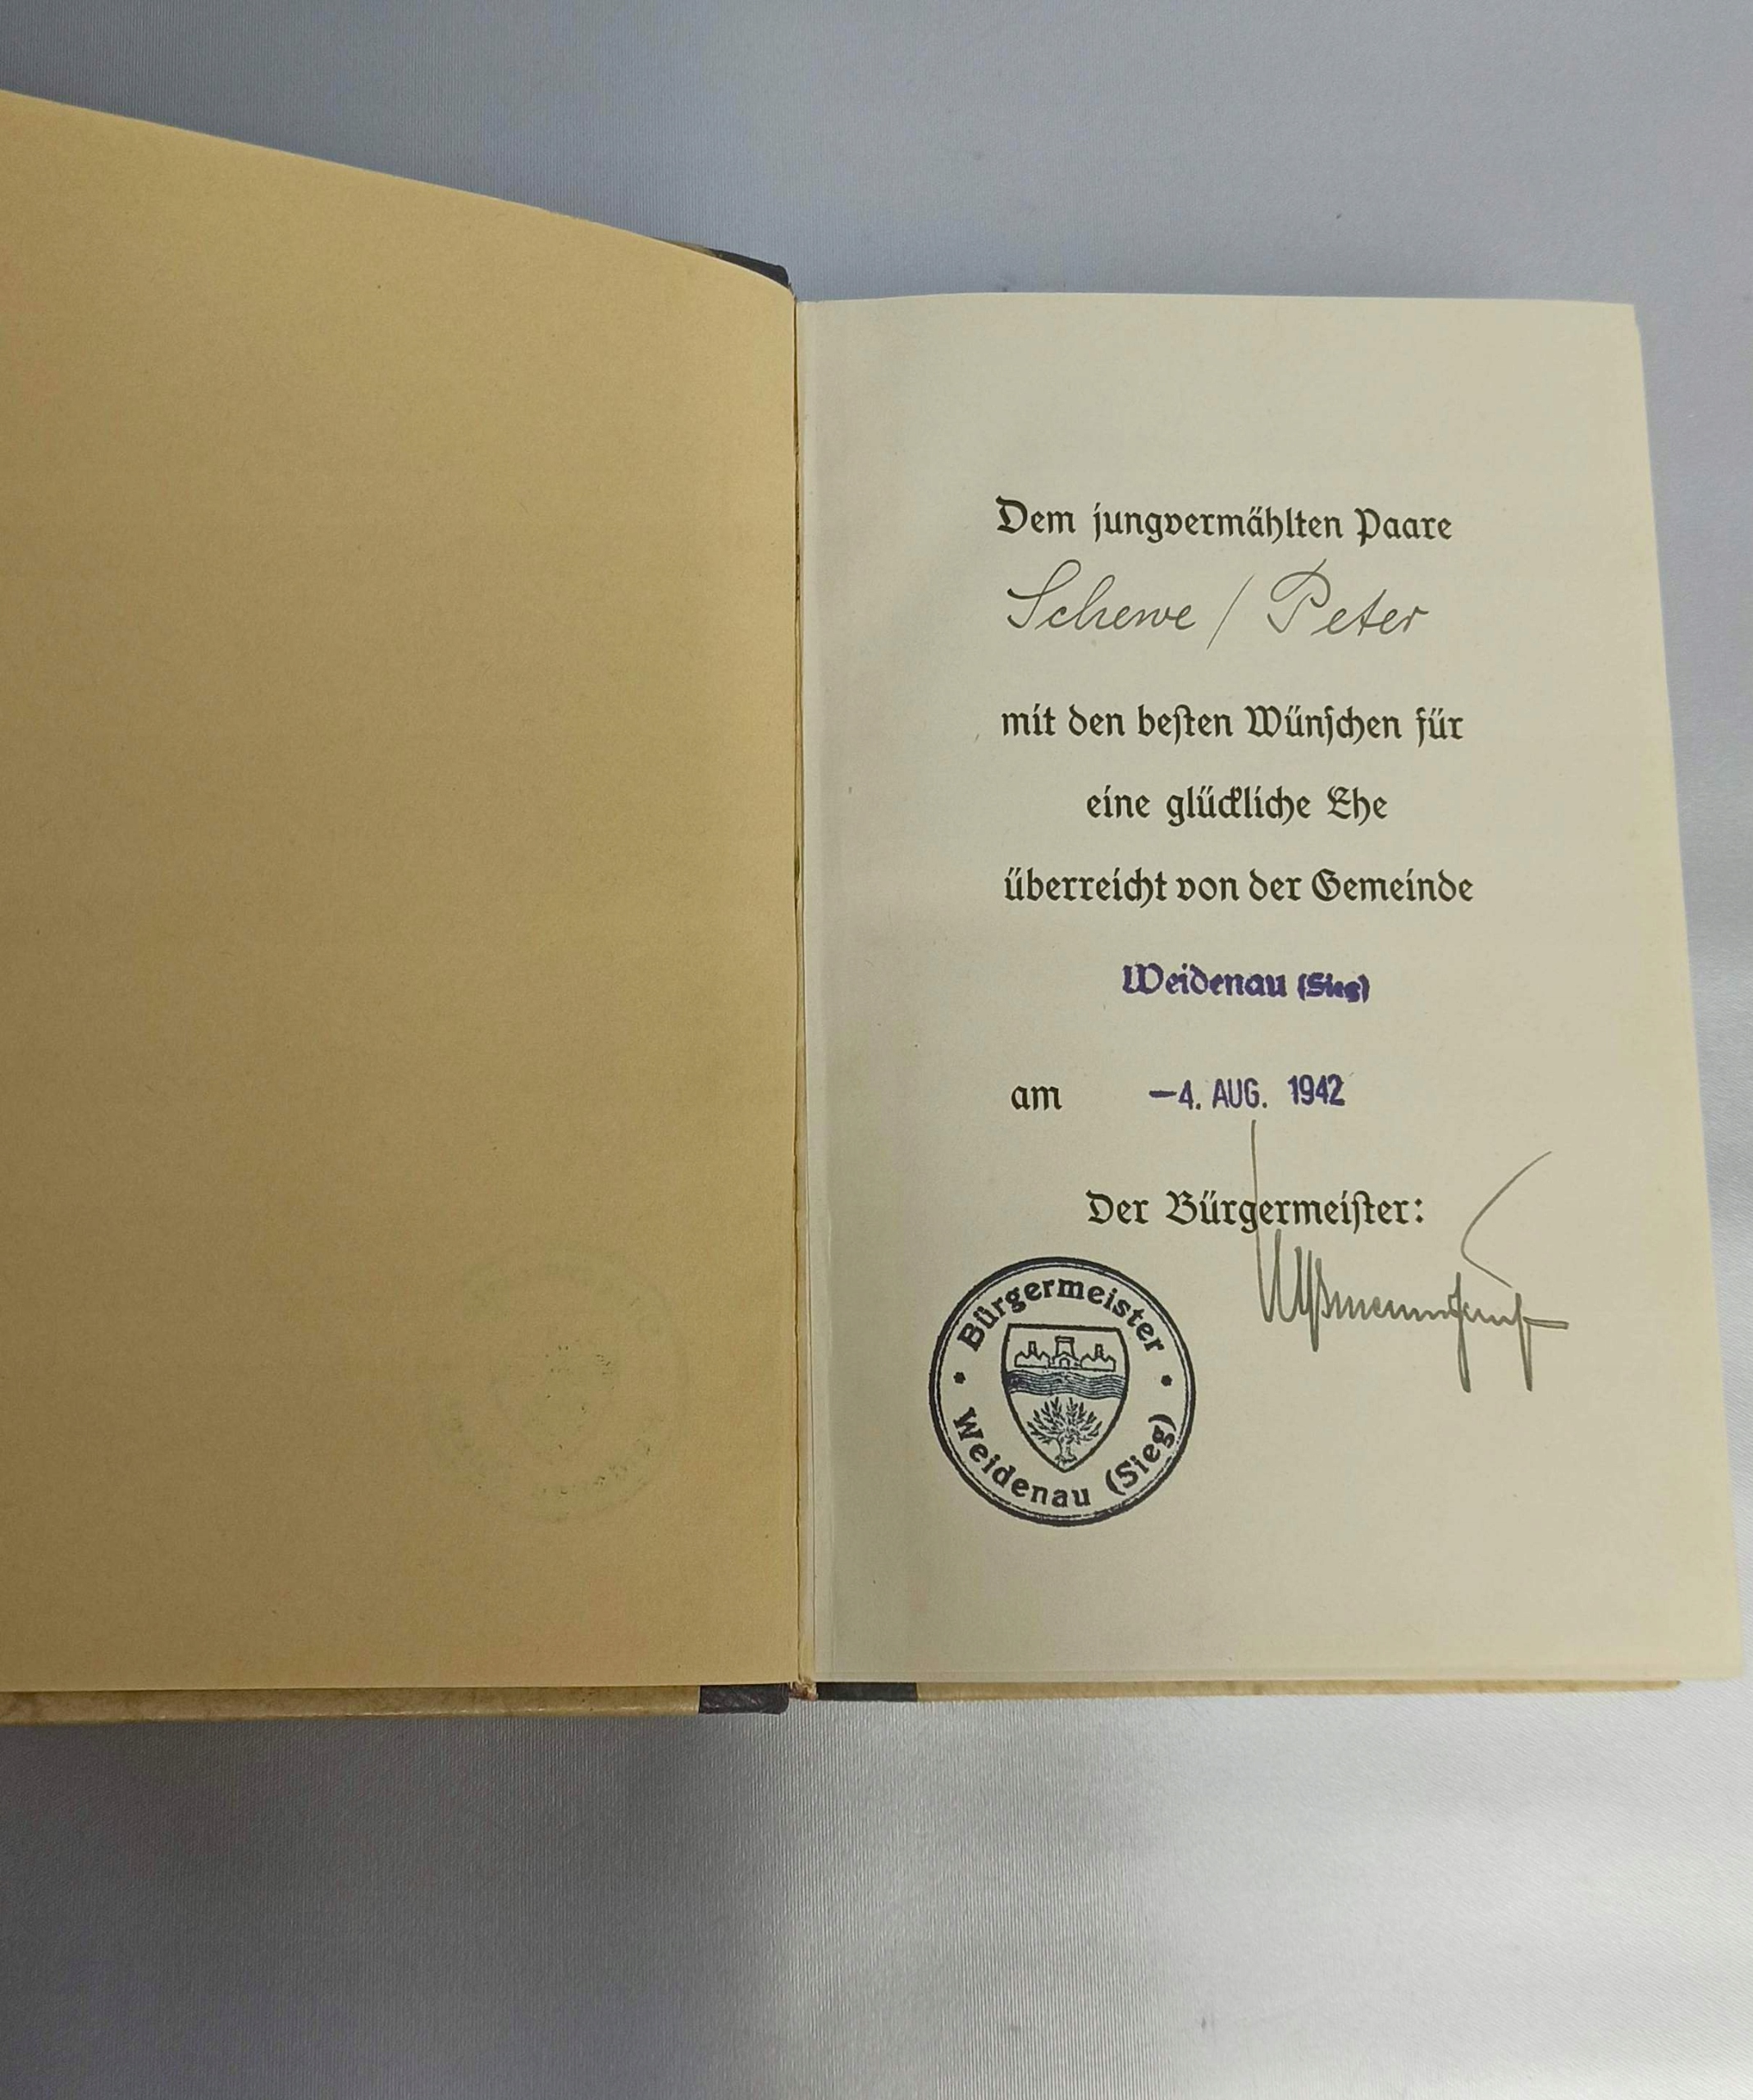 Dem jungvermählten Paare
Schewe / Peter
mit den besten Wünschen für
eine glückliche Ehe
überreicht von der Gemeinde
Weidenau (Sieg)
am -4. AUG. 1942
Der Bürgermeister:
Bürgermeister
Weidenau (Sieg)